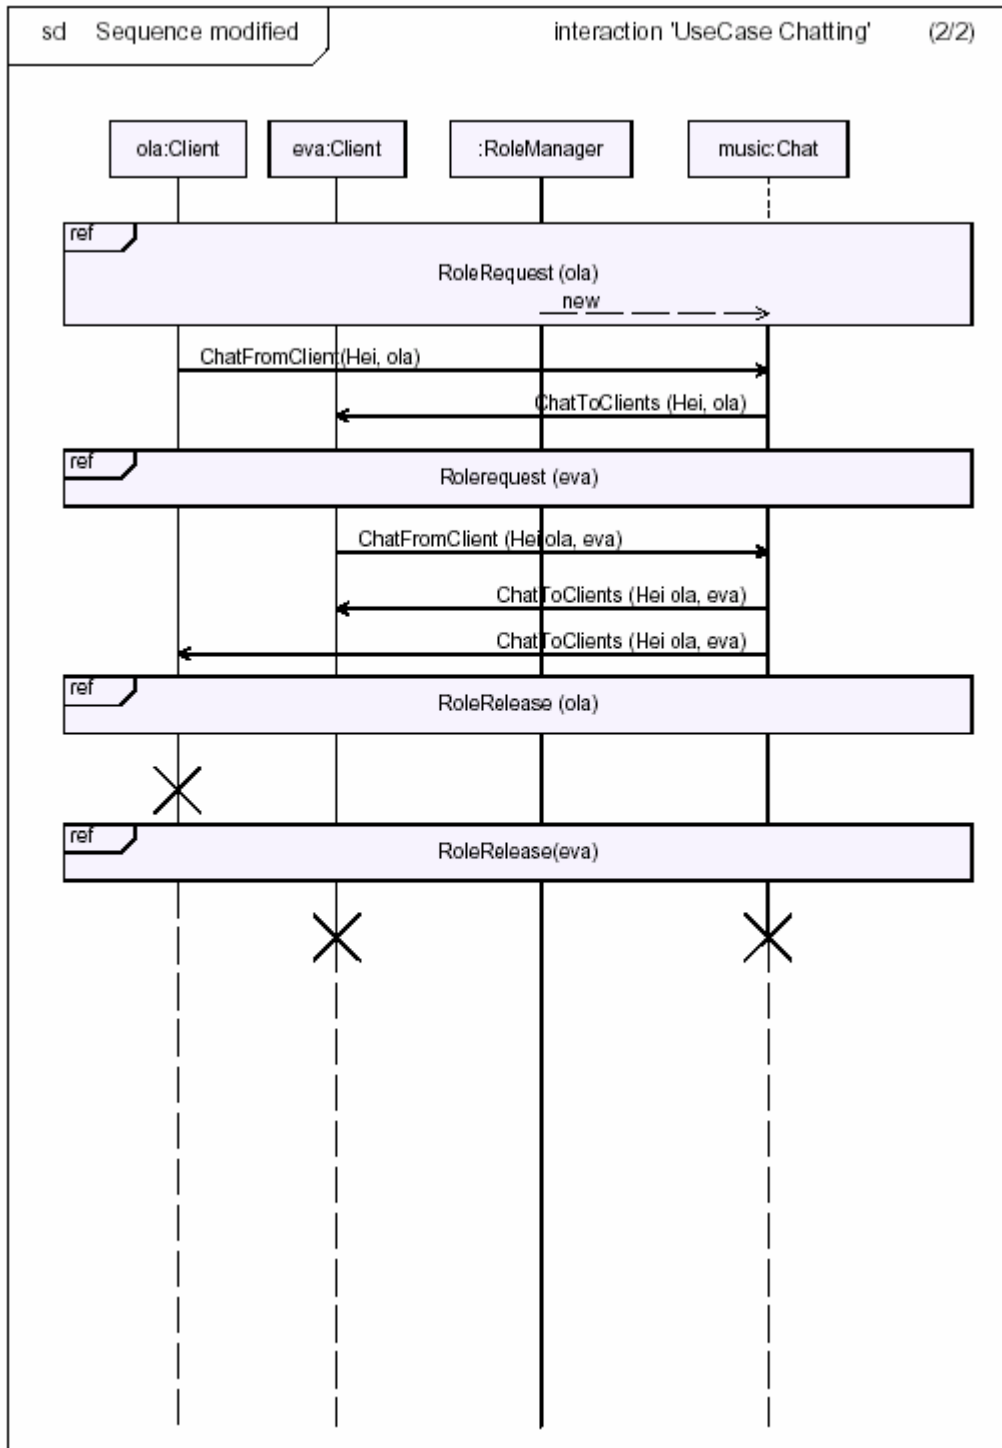 sd Sequence modified interaction 'UseCase Chatting' (2/2)
ola:Client eva:Client :RoleManager music:Chat
ref
RoleRequest (ola)
new
ChatFromClient(Hei, ola)
ChatToClients (Hei, ola)
ref
Rolerequest (eva)
ChatFromClient (Hei ola, eva)
ChatToClients (Hei ola, eva)
ChatToClients (Hei ola, eva)
ref
RoleRelease (ola)
ref
RoleRelease(eva)